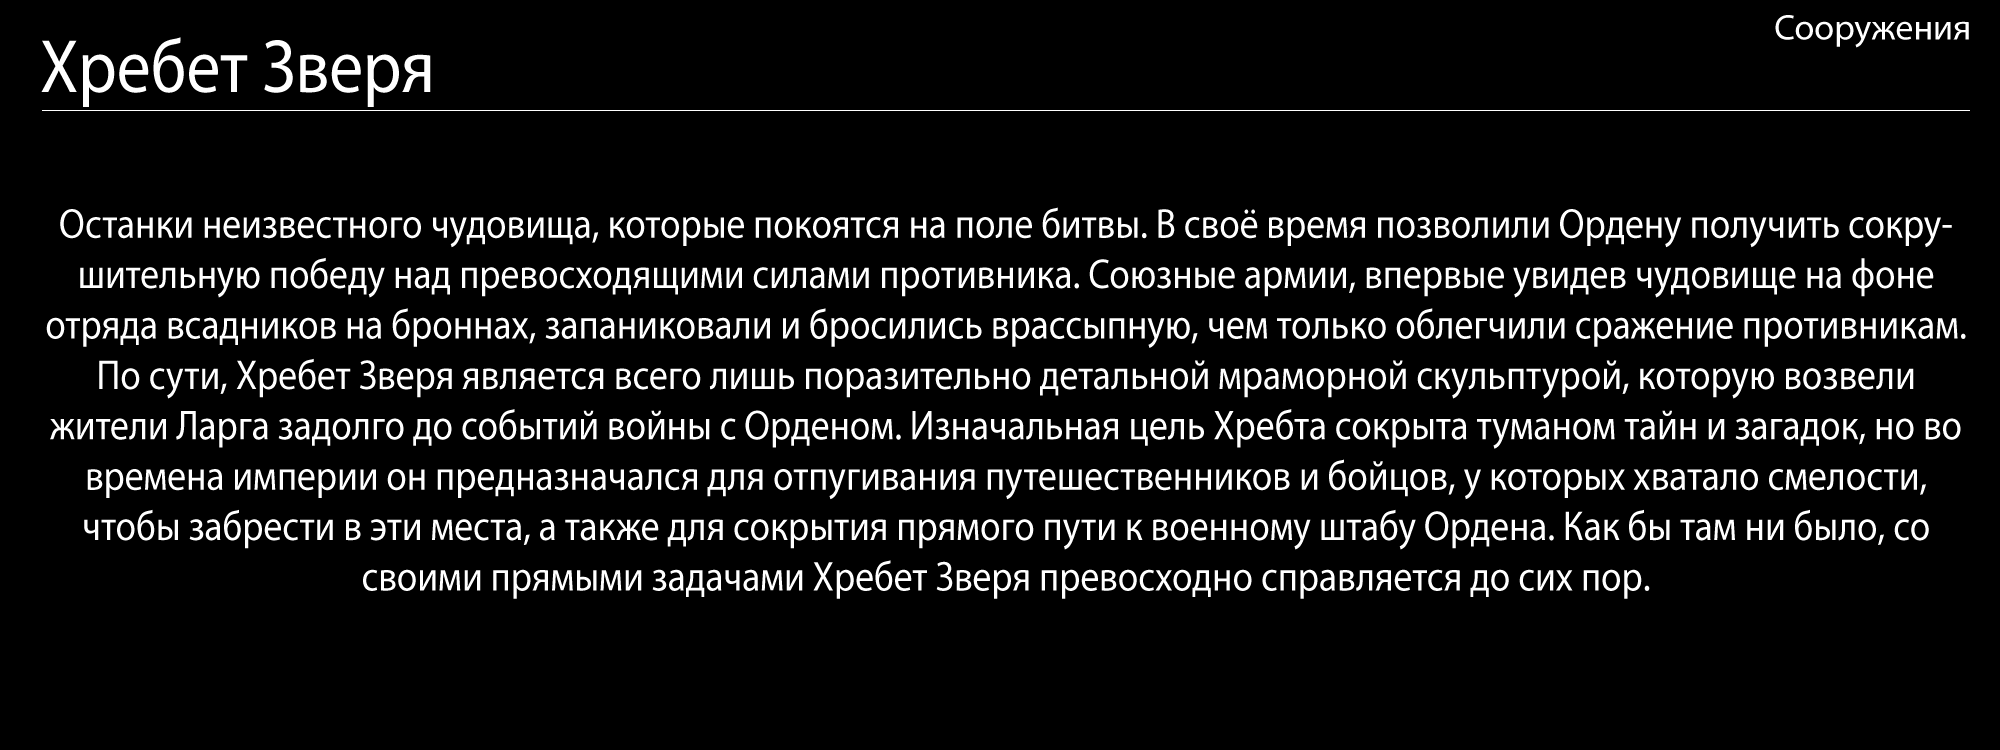 Сооружения
Хребет Зверя
Останки неизвестного чудовища, которые покоятся на поле битвы. В своё время позволили Ордену получить сокру-
шительную победу над превосходящими силами противника. Союзные армии, впервые увидев чудовище на фоне
отряда всадников на броннах, запаниковали и бросились врассыпную, чем только облегчили сражение противникам.
По сути, Хребет Зверя является всего лишь поразительно детальной мраморной скульптурой, которую возвели
жители Ларга задолго до событий войны с Орденом. Изначальная цель Хребта сокрыта туманом тайн и загадок, но во
времена империи он предназначался для отпугивания путешественников и бойцов, у которых хватало смелости,
чтобы забрести в эти места, а также для сокрытия прямого пути к военному штабу Ордена. Как бы там ни было, со
своими прямыми задачами Хребет Зверя превосходно справляется до сих пор.